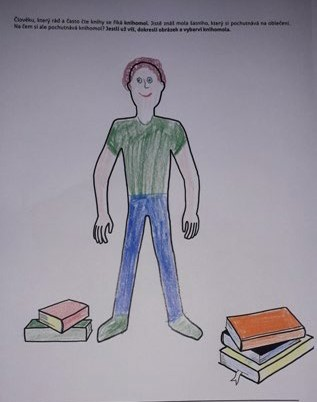 Člověku, který rád a často čte knihy se říká knihomol. Jistě znáš mola šatního, který si pochutnává na oblečení.
Na čem si ale pochutnává knihomol? Jestli už víš, dokresli obrázek a vybarvi knihomola.